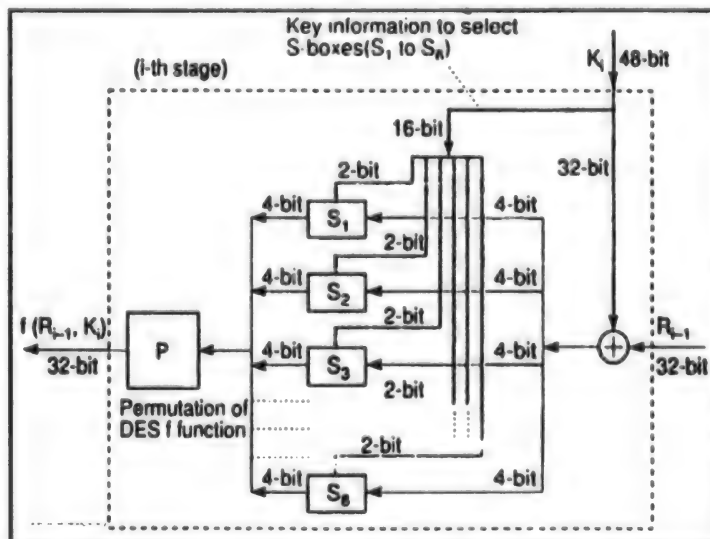 Key information to select
S-boxes(S₁ to S₈)
(i-th stage)
Kᵢ 48-bit
16-bit
32-bit
2-bit
4-bit
S₁
4-bit
2-bit
4-bit
S₂
4-bit
2-bit
f (Rᵢ₋₁, Kᵢ)
32-bit
P
4-bit
S₃
4-bit
Rᵢ₋₁
32-bit
2-bit
Permutation of
DES f function
2-bit
4-bit
S₈
4-bit